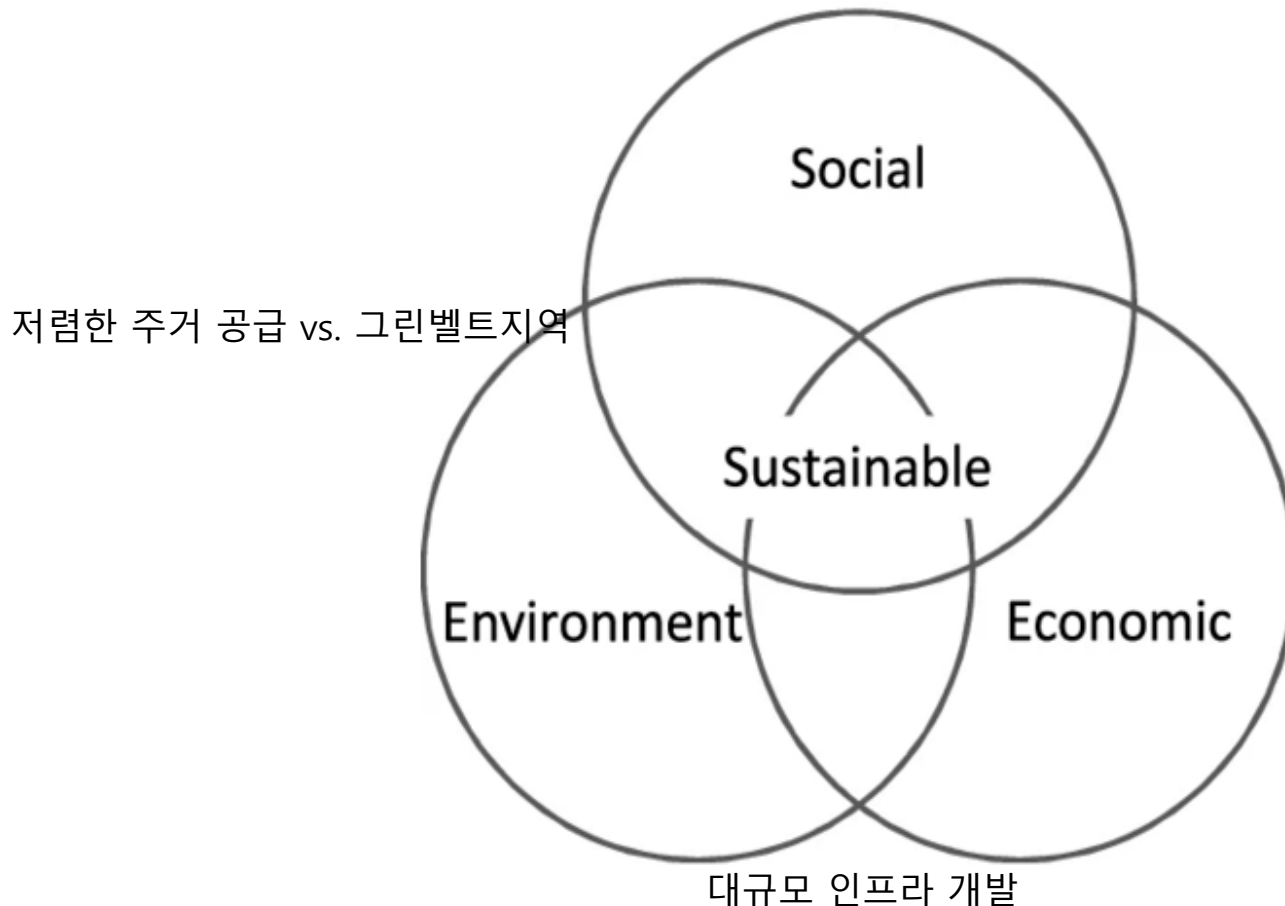 Social
저렴한 주거 공급 vs. 그린벨트지역
Sustainable
Environment
Economic
대규모 인프라 개발